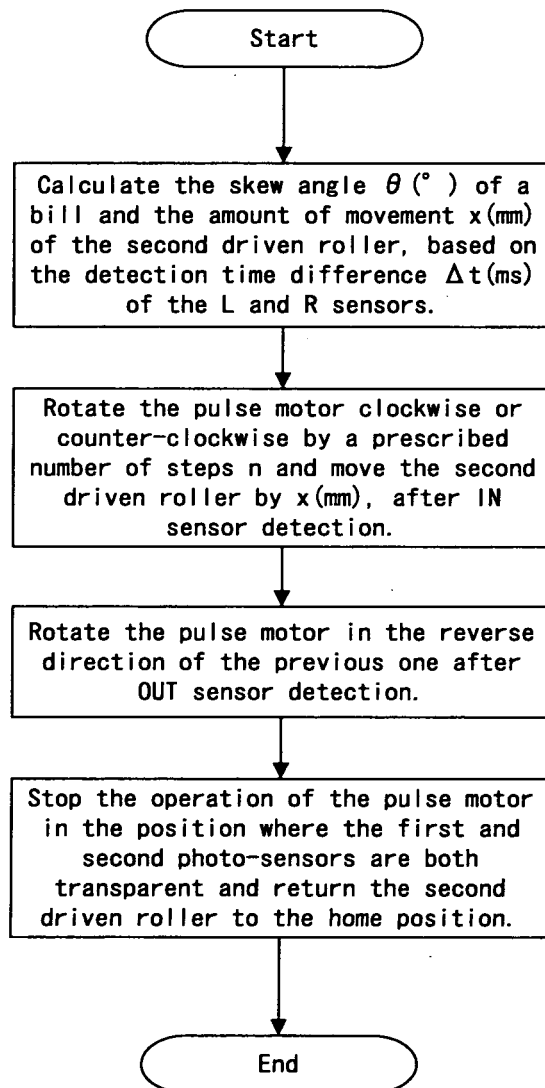 Start
Calculate the skew angle θ(°) of a
bill and the amount of movement x(mm)
of the second driven roller, based on
the detection time difference Δt(ms)
of the L and R sensors.
Rotate the pulse motor clockwise or
counter-clockwise by a prescribed
number of steps n and move the second
driven roller by x(mm), after IN
sensor detection.
Rotate the pulse motor in the reverse
direction of the previous one after
OUT sensor detection.
Stop the operation of the pulse motor
in the position where the first and
second photo-sensors are both
transparent and return the second
driven roller to the home position.
End